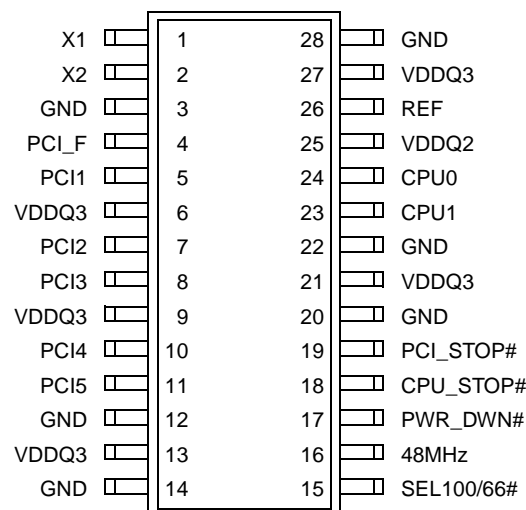 X1 1 28 GND
X2 2 27 VDDQ3
GND 3 26 REF
PCI_F 4 25 VDDQ2
PCI1 5 24 CPU0
VDDQ3 6 23 CPU1
PCI2 7 22 GND
PCI3 8 21 VDDQ3
VDDQ3 9 20 GND
PCI4 10 19 PCI_STOP#
PCI5 11 18 CPU_STOP#
GND 12 17 PWR_DWN#
VDDQ3 13 16 48MHz
GND 14 15 SEL100/66#